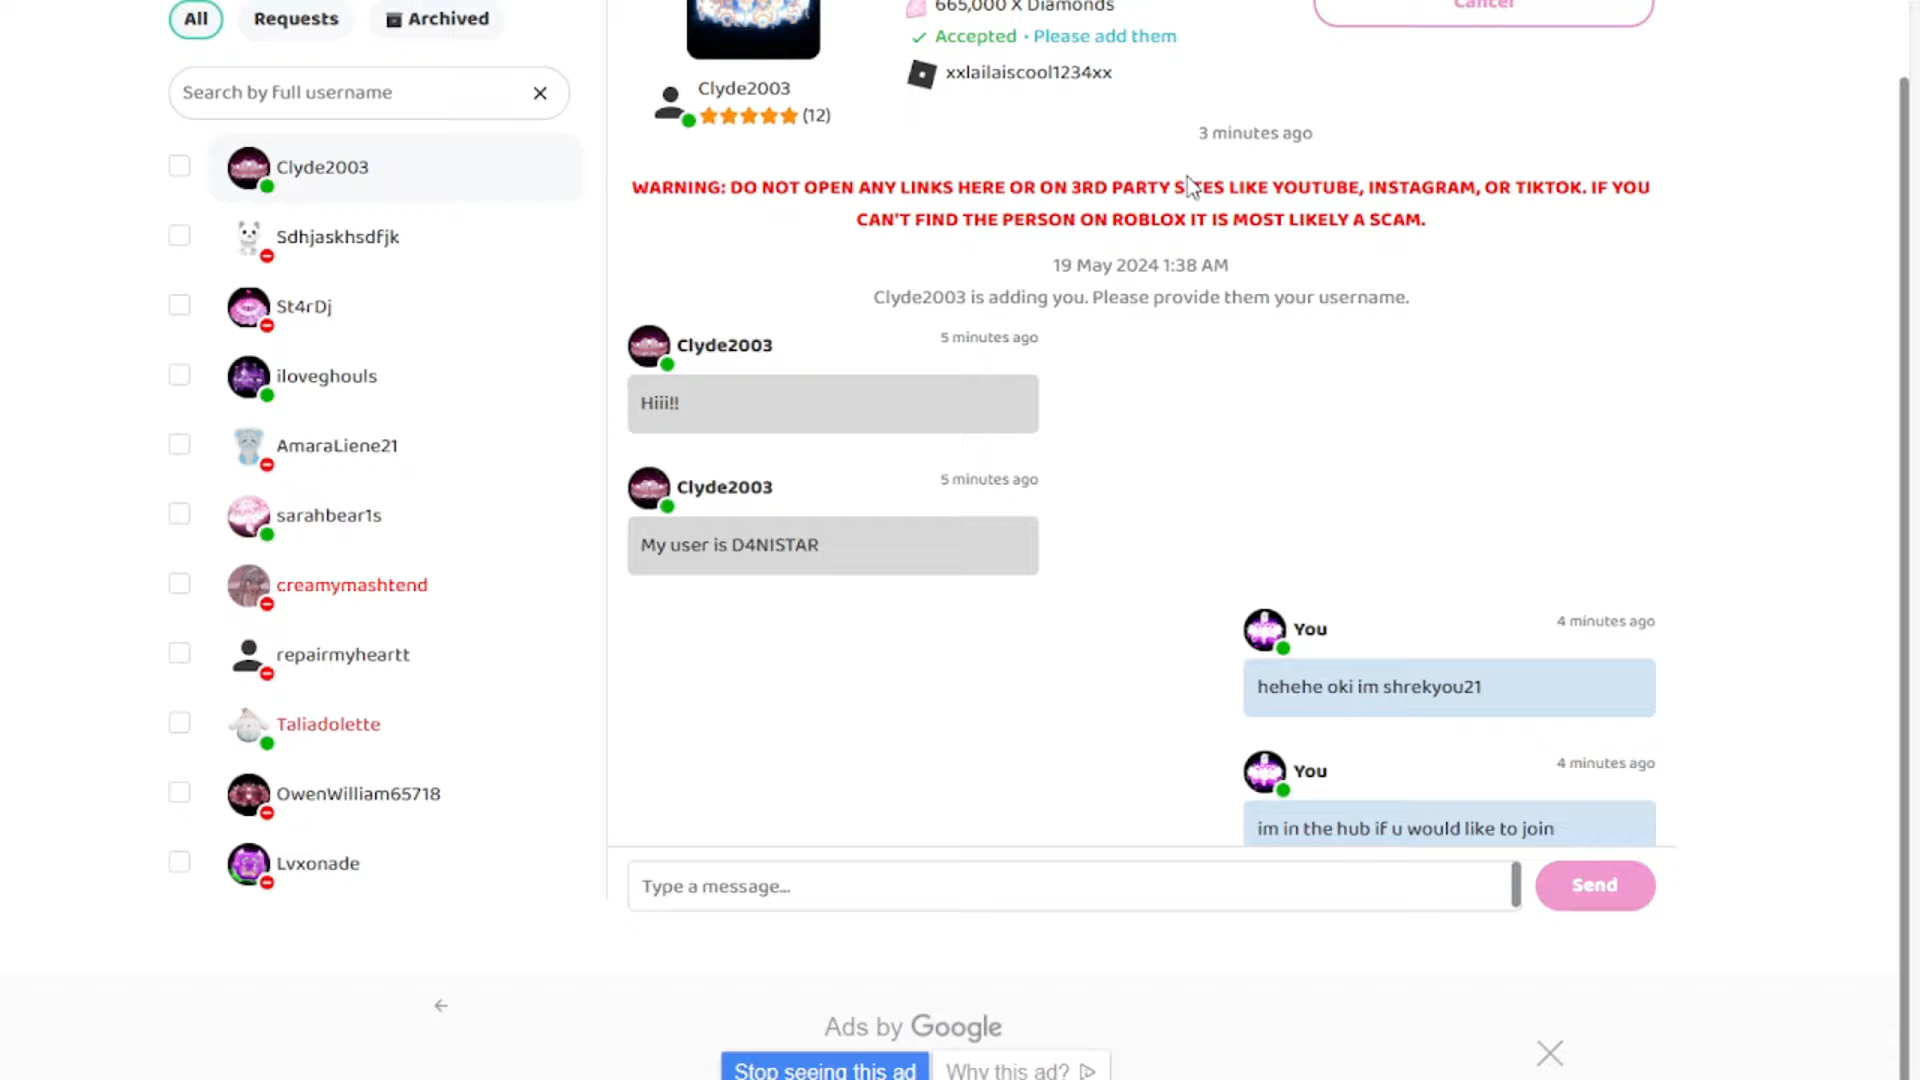 All
Requests
Archived
Search by full username
Clyde2003
Sdhjaskhsdfjk
St4rDj
iloveghouls
AmaraLiene21
sarahbear1s
creamymashtend
repairmyheartt
Taliadolette
OwenWilliam65718
Lvxonade
665,000 X Diamonds
Cancel
Accepted • Please add them
xxlailaiscool1234xx
Clyde2003
(12)
3 minutes ago
WARNING: DO NOT OPEN ANY LINKS HERE OR ON 3RD PARTY SITES LIKE YOUTUBE, INSTAGRAM, OR TIKTOK. IF YOU
CAN'T FIND THE PERSON ON ROBLOX IT IS MOST LIKELY A SCAM.
19 May 2024 1:38 AM
Clyde2003 is adding you. Please provide them your username.
Clyde2003
5 minutes ago
Hiii!!
Clyde2003
5 minutes ago
My user is D4NISTAR
You
4 minutes ago
hehehe oki im shrekyou21
You
4 minutes ago
im in the hub if u would like to join
Type a message...
Send
Ads by Google
Stop seeing this ad
Why this ad?